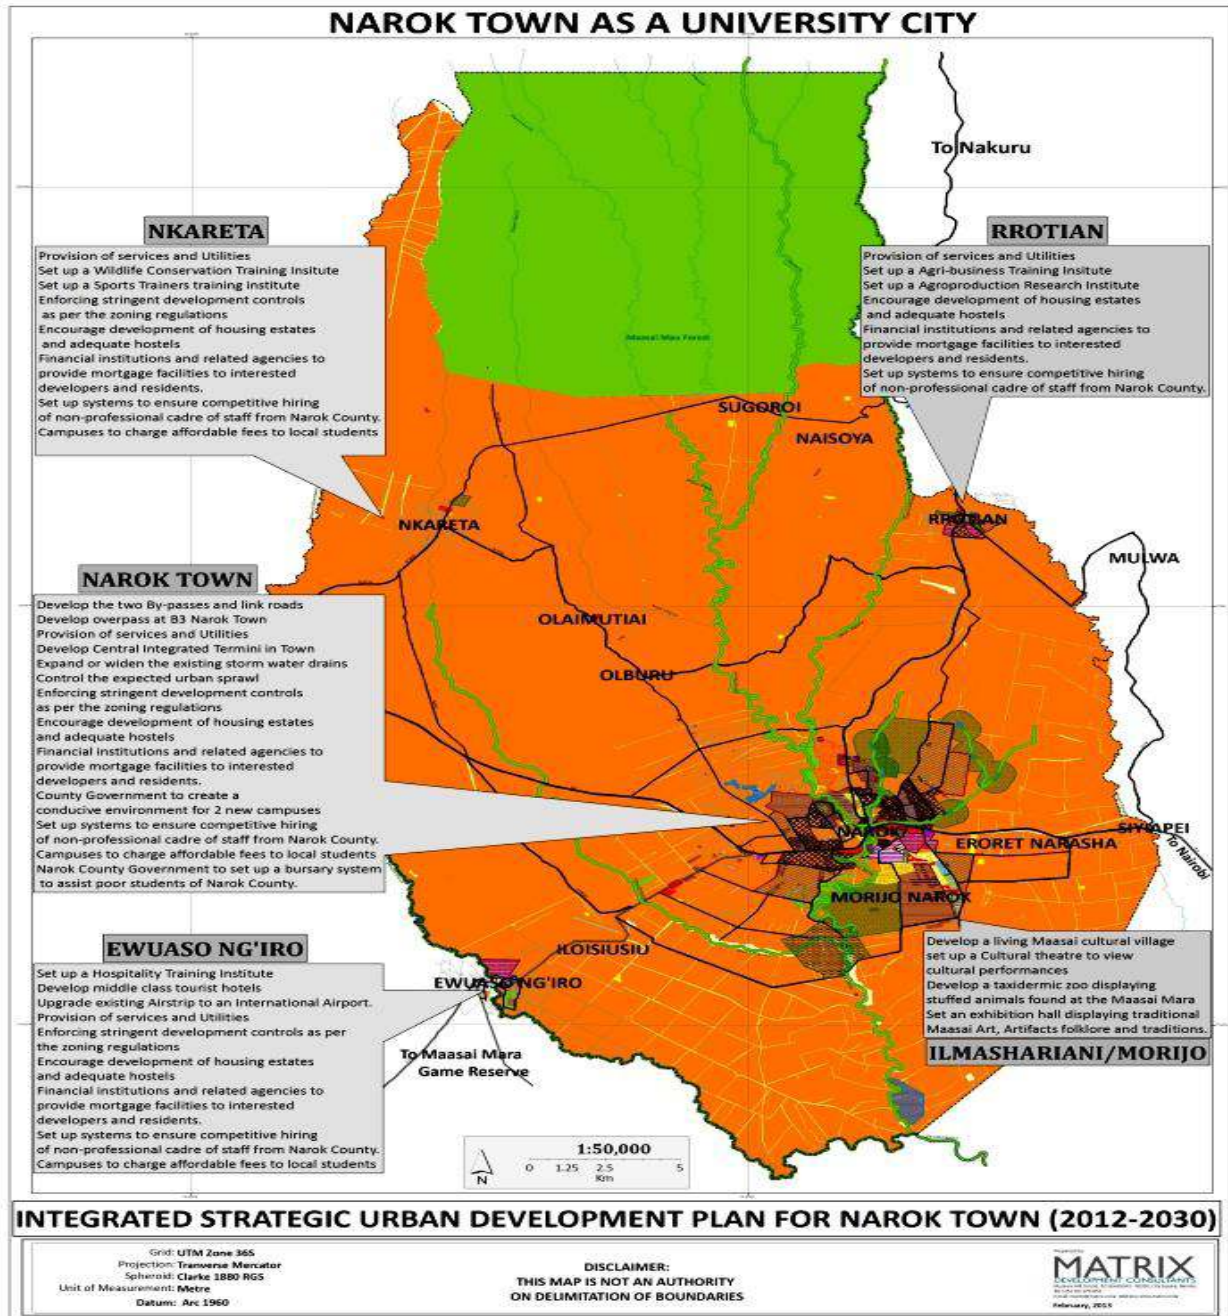 NAROK TOWN AS A UNIVERSITY CITY
To Nakuru
NKARETA
Provision of services and Utilities
Set up a Wildlife Conservation Training Insitute
Set up a Sports Trainers training institute
Enforcing stringent development controls
as per the zoning regulations
Encourage development of housing estates
and adequate hostels
Financial institutions and related agencies to
provide mortgage facilities to interested
developers and residents.
Set up systems to ensure competitive hiring
of non-professional cadre of staff from Narok County.
Campuses to charge affordable fees to local students
RROTIAN
Provision of services and Utilities
Set up a Agri-business Training Insitute
Set up a Agroproduction Research Institute
Encourage development of housing estates
and adequate hostels
Financial institutions and related agencies to
provide mortgage facilities to interested
developers and residents.
Set up systems to ensure competitive hiring
of non-professional cadre of staff from Narok County.
Maasai Mau Forest
SUGOROI
NAISOYA
NKARETA
RROTIAN
MULWA
NAROK TOWN
Develop the two By-passes and link roads
Develop overpass at B3 Narok Town
Provision of services and Utilities
Develop Central Integrated Termini in Town
Expand or widen the existing storm water drains
Control the expected urban sprawl
Enforcing stringent development controls
as per the zoning regulations
Encourage development of housing estates
and adequate hostels
Financial institutions and related agencies to
provide mortgage facilities to interested
developers and residents.
County Government to create a
conducive environment for 2 new campuses
Set up systems to ensure competitive hiring
of non-professional cadre of staff from Narok County.
Campuses to charge affordable fees to local students
Narok County Government to set up a bursary system
to assist poor students of Narok County.
OLAIMUTIAI
OLBURU
NAROK
SIYIAPEI
ERORET NARASHA
To Nairobi
MORIJO NAROK
EWUASO NG'IRO
Set up a Hospitality Training Institute
Develop middle class tourist hotels
Upgrade existing Airstrip to an International Airport.
Provision of services and Utilities
Enforcing stringent development controls as per
the zoning regulations
Encourage development of housing estates
and adequate hostels
Financial institutions and related agencies to
provide mortgage facilities to interested
developers and residents.
Set up systems to ensure competitive hiring
of non-professional cadre of staff from Narok County.
Campuses to charge affordable fees to local students
ILOISIUSIU
EWUASO NG'IRO
To Maasai Mara
Game Reserve
Develop a living Maasai cultural village
set up a Cultural theatre to view
cultural performances
Develop a taxidermic zoo displaying
stuffed animals found at the Maasai Mara
Set an exhibition hall displaying traditional
Maasai Art, Artifacts folklore and traditions.
ILMASHARIANI/MORIJO
N
1:50,000
0 1.25 2.5 5
Km
INTEGRATED STRATEGIC URBAN DEVELOPMENT PLAN FOR NAROK TOWN (2012-2030)
Grid: UTM Zone 36S
Projection: Tranverse Mercator
Spheroid: Clarke 1880 RGS
Unit of Measurement: Metre
Datum: Arc 1960
DISCLAIMER:
THIS MAP IS NOT AN AUTHORITY
ON DELIMITATION OF BOUNDARIES
Prepared by
MATRIX
DEVELOPMENT CONSULTANTS
February, 2013